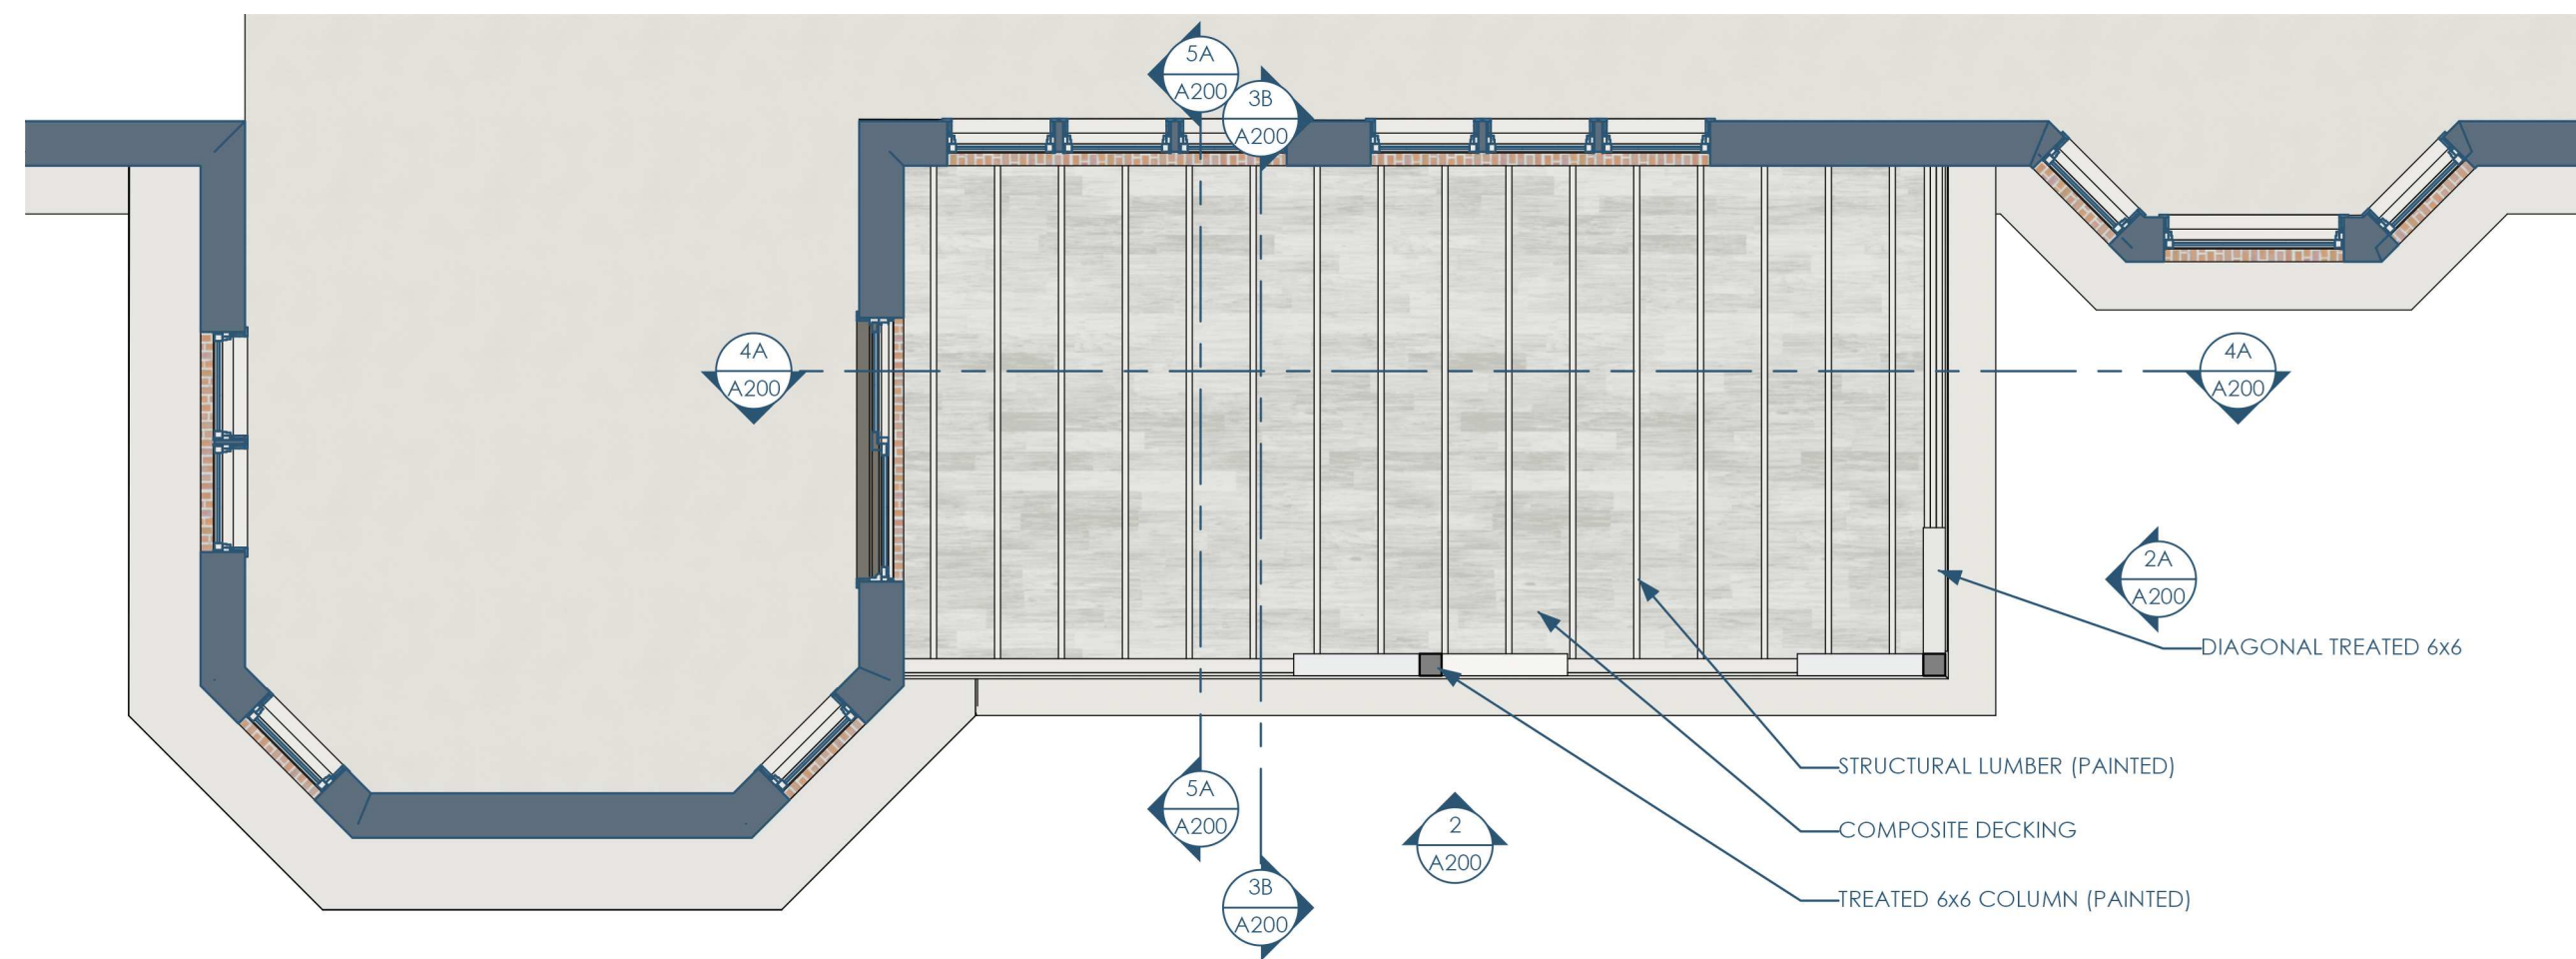 5A
A200
3B
A200
4A
A200
4A
A200
2A
A200
DIAGONAL TREATED 6x6
STRUCTURAL LUMBER (PAINTED)
5A
A200
2
A200
COMPOSITE DECKING
3B
A200
TREATED 6x6 COLUMN (PAINTED)